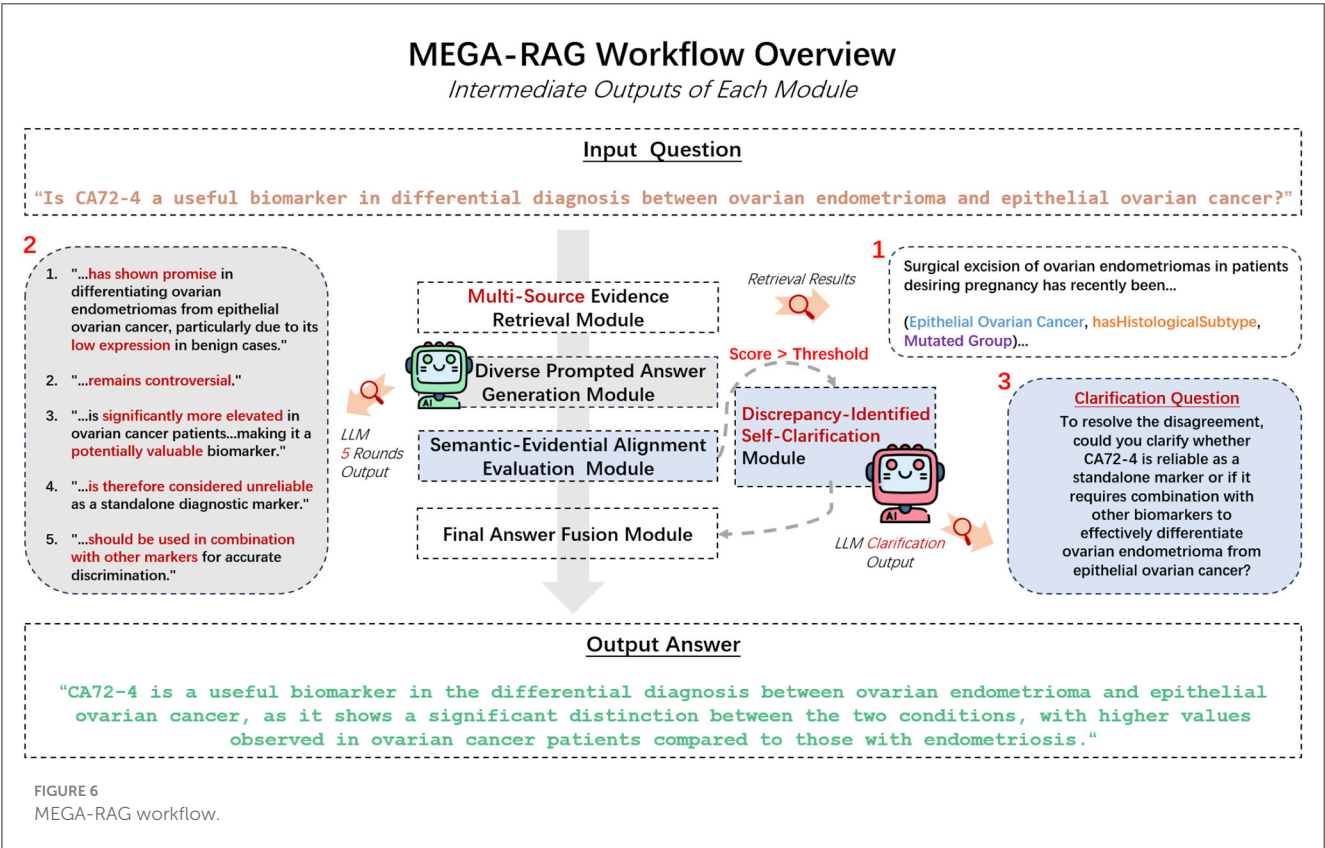 MEGA-RAG Workflow Overview
Intermediate Outputs of Each Module
Input Question
“Is CA72-4 a useful biomarker in differential diagnosis between ovarian endometrioma and epithelial ovarian cancer?”
2
1. "...has shown promise in
differentiating ovarian
endometriomas from epithelial
ovarian cancer, particularly due to its
low expression in benign cases."
2. "...remains controversial."
3. "...is significantly more elevated in
ovarian cancer patients...making it a
potentially valuable biomarker."
4. "...is therefore considered unreliable
as a standalone diagnostic marker."
5. "...should be used in combination
with other markers for accurate
discrimination."
LLM
5 Rounds
Output
Multi-Source Evidence
Retrieval Module
AI
Diverse Prompted Answer
Generation Module
Semantic-Evidential Alignment
Evaluation Module
Final Answer Fusion Module
Retrieval Results
Score > Threshold
Discrepancy-Identified
Self-Clarification
Module
AI
LLM Clarification
Output
1
Surgical excision of ovarian endometriomas in patients
desiring pregnancy has recently been...
(Epithelial Ovarian Cancer, hasHistologicalSubtype,
Mutated Group)...
3
Clarification Question
To resolve the disagreement,
could you clarify whether
CA72-4 is reliable as a
standalone marker or if it
requires combination with
other biomarkers to
effectively differentiate
ovarian endometrioma from
epithelial ovarian cancer?
Output Answer
“CA72-4 is a useful biomarker in the differential diagnosis between ovarian endometrioma and epithelial
ovarian cancer, as it shows a significant distinction between the two conditions, with higher values
observed in ovarian cancer patients compared to those with endometriosis.“
FIGURE 6
MEGA-RAG workflow.